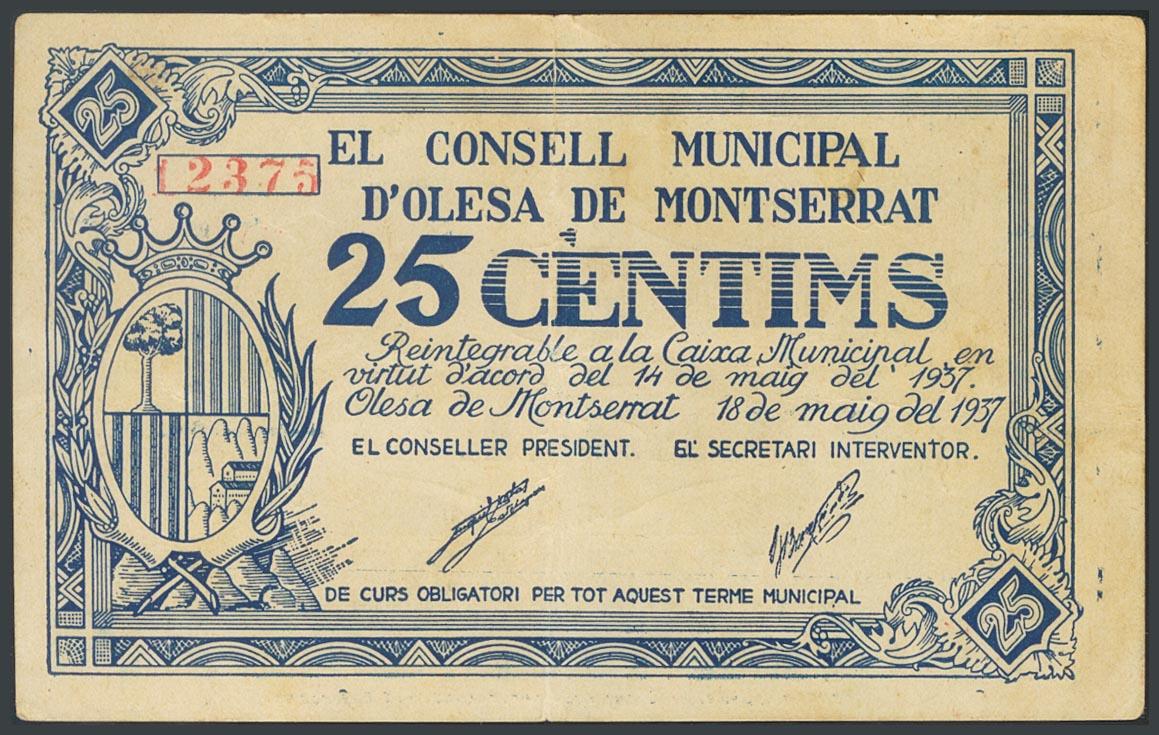 25
12375
EL CONSELL MUNICIPAL
D'OLESA DE MONTSERRAT
25 CÈNTIMS
Reintegrable a la Caixa Municipal en
virtut d'acord del 14 de maig del 1937.
Olesa de Montserrat 18 de maig del 1937
EL CONSELLER PRESIDENT. EL SECRETARI INTERVENTOR.
DE CURS OBLIGATORI PER TOT AQUEST TERME MUNICIPAL
25